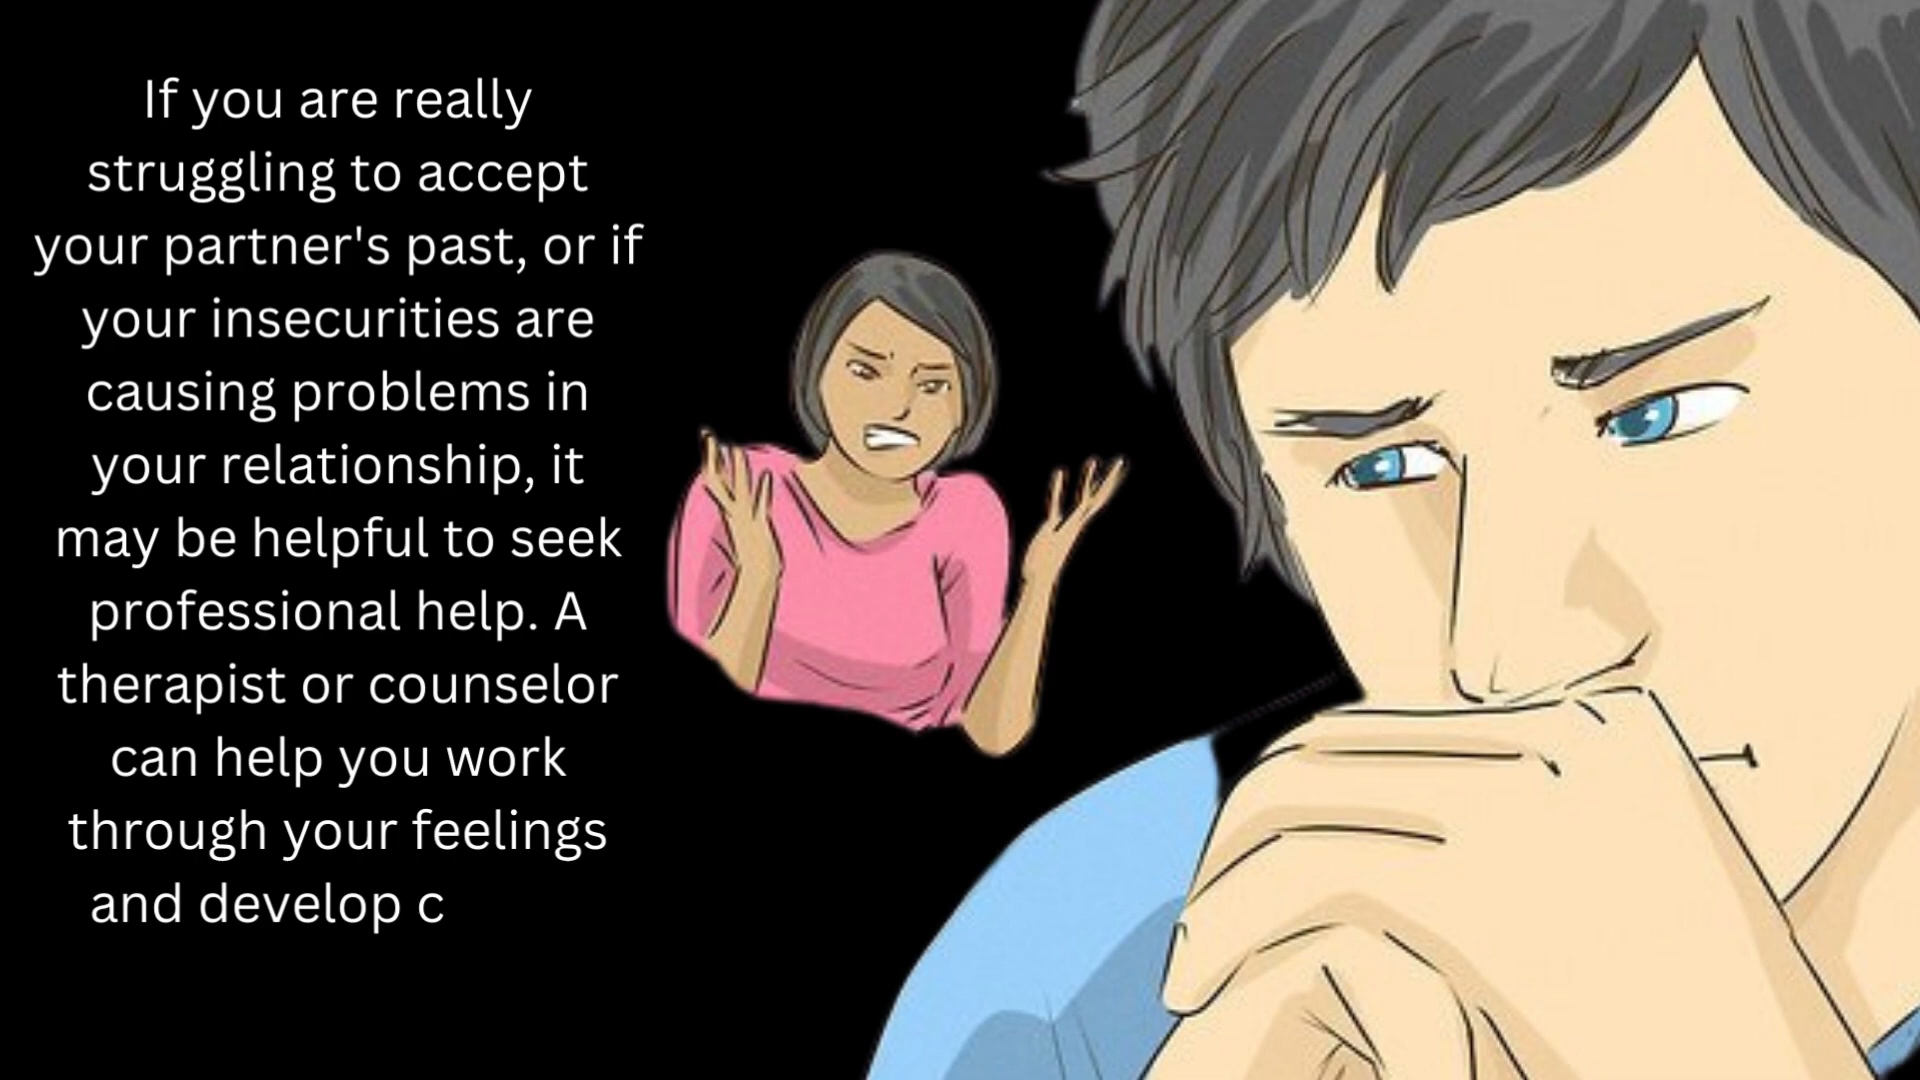 If you are really
struggling to accept
your partner's past, or if
your insecurities are
causing problems in
your relationship, it
may be helpful to seek
professional help. A
therapist or counselor
can help you work
through your feelings
and develop c